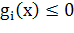 gᵢ(x) ≤ 0